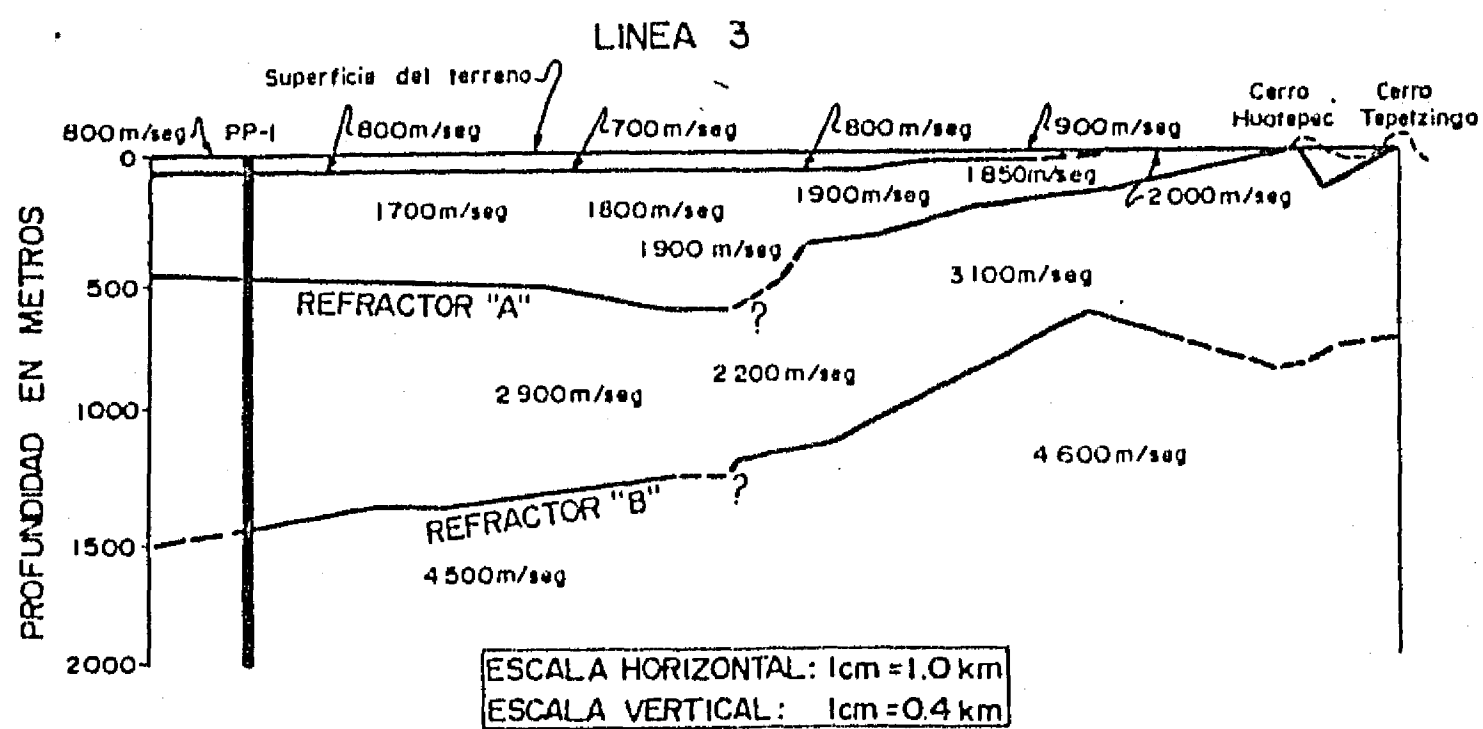 LINEA 3
Superficie del terreno
Cerro Huatepec
Cerro Tepetzingo
800m/seg
PP-1
800m/seg
700m/seg
800m/seg
900m/seg
0
1850m/seg
1900m/seg
2000m/seg
1700m/seg
1800m/seg
1900 m/seg
3100m/seg
500
REFRACTOR "A"
?
2200m/seg
2900m/seg
1000
4600m/seg
?
REFRACTOR "B"
1500
4500m/seg
2000
PROFUNDIDAD EN METROS
ESCALA HORIZONTAL: 1cm = 1.0 km
ESCALA VERTICAL: 1cm = 0.4 km